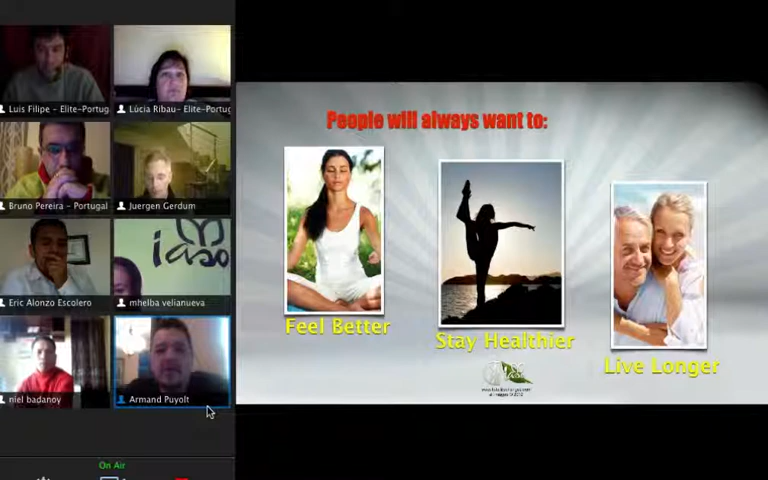 Luis Filipe - Elite-Portug
Lúcia Ribau- Elite-Portug
Bruno Pereira - Portugal
Juergen Gerdum
Eric Alonzo Escolero
iaso
mhelba velianueva
niel badanoy
Armand Puyolt
On Air
People will always want to:
Feel Better
Stay Healthier
Live Longer